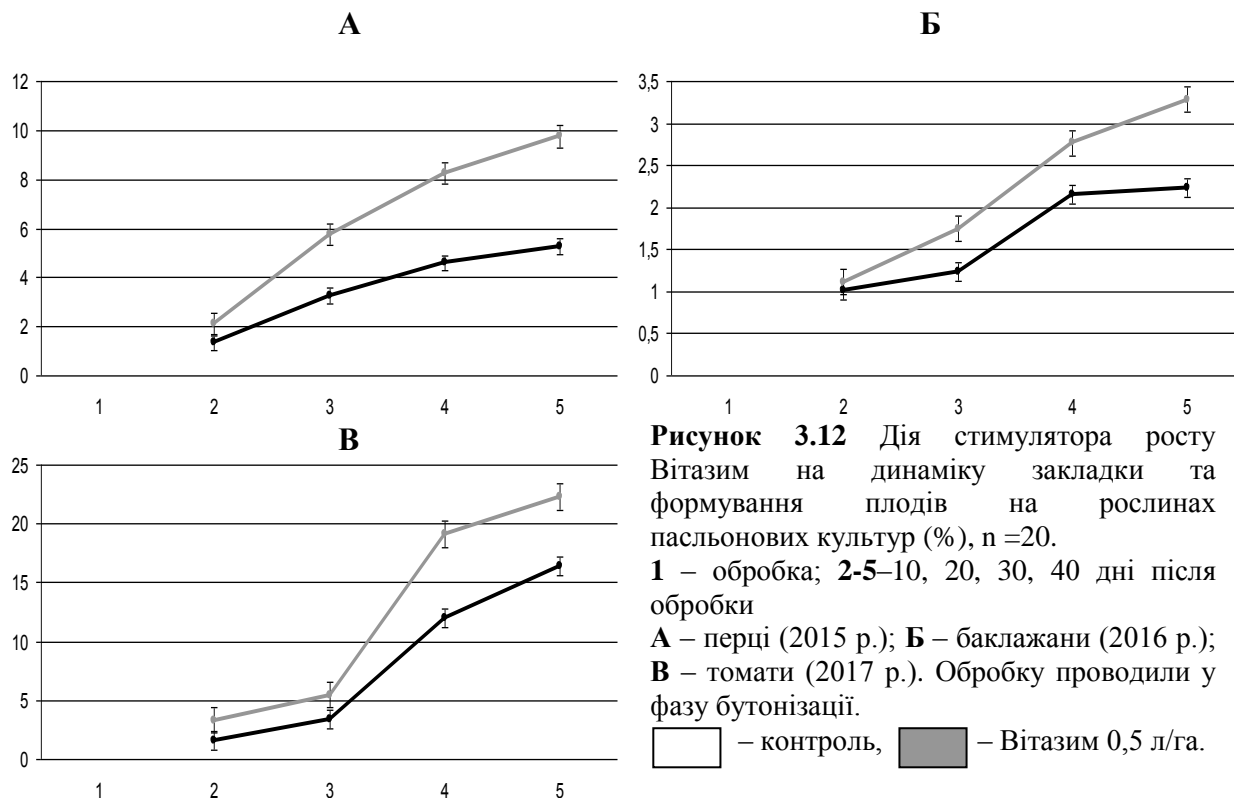 А
12
10
8
6
4
2
0
1 2 3 4 5
Б
3,5
3
2,5
2
1,5
1
0,5
0
1 2 3 4 5
В
25
20
15
10
5
0
1 2 3 4 5
Рисунок 3.12 Дія стимулятора росту
Вітазим на динаміку закладки та
формування плодів на рослинах
пасльонових культур (%), n =20.
1 – обробка; 2-5–10, 20, 30, 40 дні після
обробки
А – перці (2015 р.); Б – баклажани (2016 р.);
В – томати (2017 р.). Обробку проводили у
фазу бутонізації.
– контроль, – Вітазим 0,5 л/га.